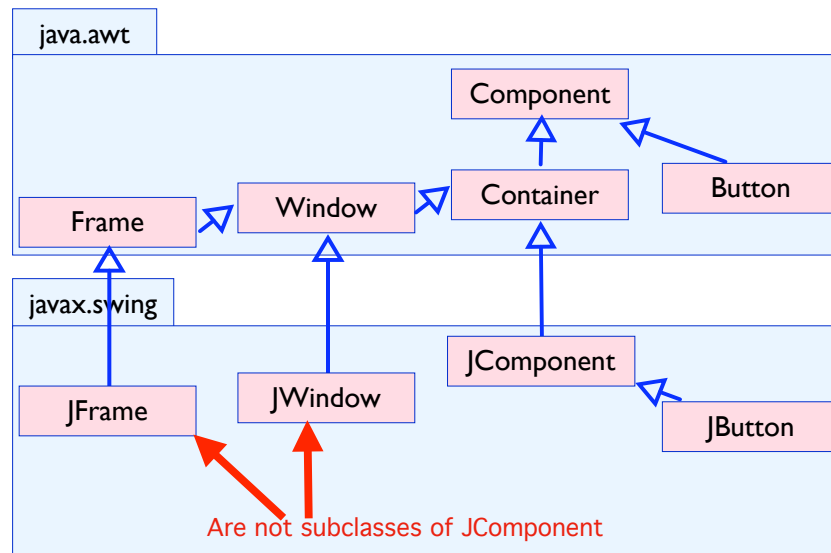 java.awt
Component
Container
Button
Window
Frame
javax.swing
JComponent
JFrame
JWindow
JButton
Are not subclasses of JComponent